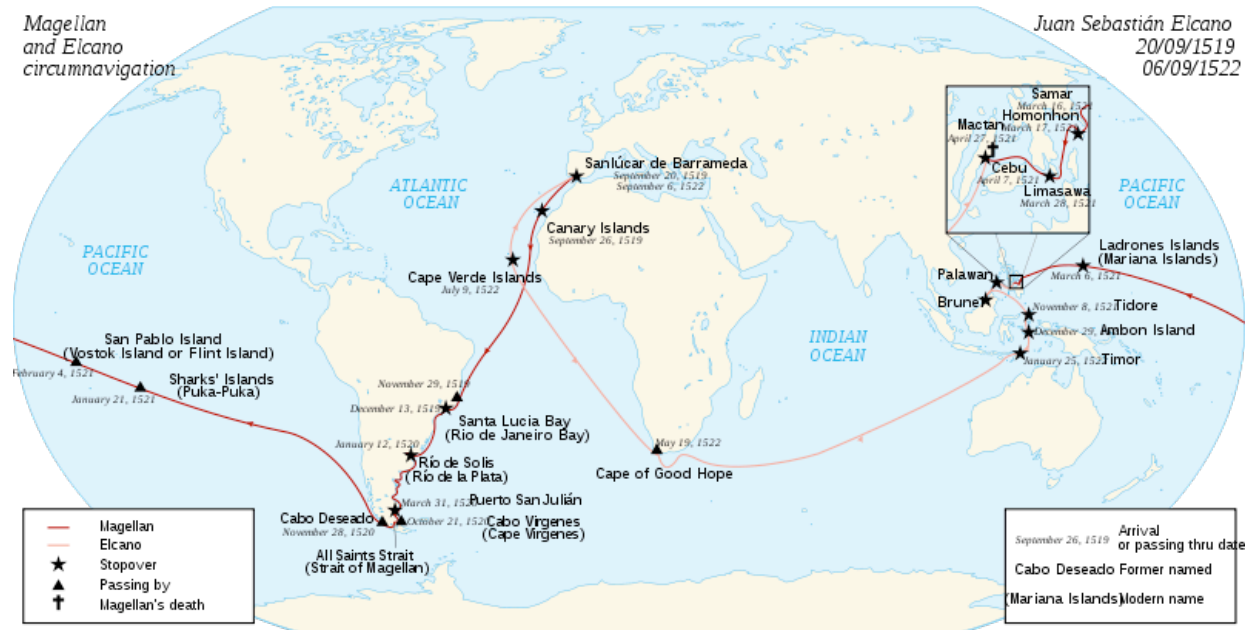 Magellan
and Elcano
circumnavigation
Juan Sebastián Elcano
20/09/1519
06/09/1522
Samar
March 16, 1521
Homonhon
March 17, 1521
Mactan
April 27, 1521
Cebu
April 7, 1521
Limasawa
March 28, 1521
Sanlúcar de Barrameda
September 20, 1519
September 6, 1522
ATLANTIC
OCEAN
PACIFIC
OCEAN
Canary Islands
September 26, 1519
Ladrones Islands
(Mariana Islands)
March 6, 1521
PACIFIC
OCEAN
Cape Verde Islands
July 9, 1522
Palawan
Brune
November 8, 1521
Tidore
December 29,
Ambon Island
January 25, 152
Timor
INDIAN
OCEAN
San Pablo Island
(Vostok Island or Flint Island)
February 4, 1521
Sharks' Islands
(Puka-Puka)
January 21, 1521
November 29, 1519
December 13, 1519
Santa Lucia Bay
(Rio de Janeiro Bay)
January 12, 1520
Río de Solis
(Río de la Plata)
May 19, 1522
Cape of Good Hope
March 31, 1520
Puerto San Julián
Cabo Deseado
November 28, 1520
October 21, 1520
Cabo Virgenes
(Cape Virgenes)
All Saints Strait
(Strait of Magellan)
Magellan
Elcano
Stopover
Passing by
Magellan's death
September 26, 1519
Arrival
or passing thru date
Cabo Deseado Former named
(Mariana Islands) Modern name